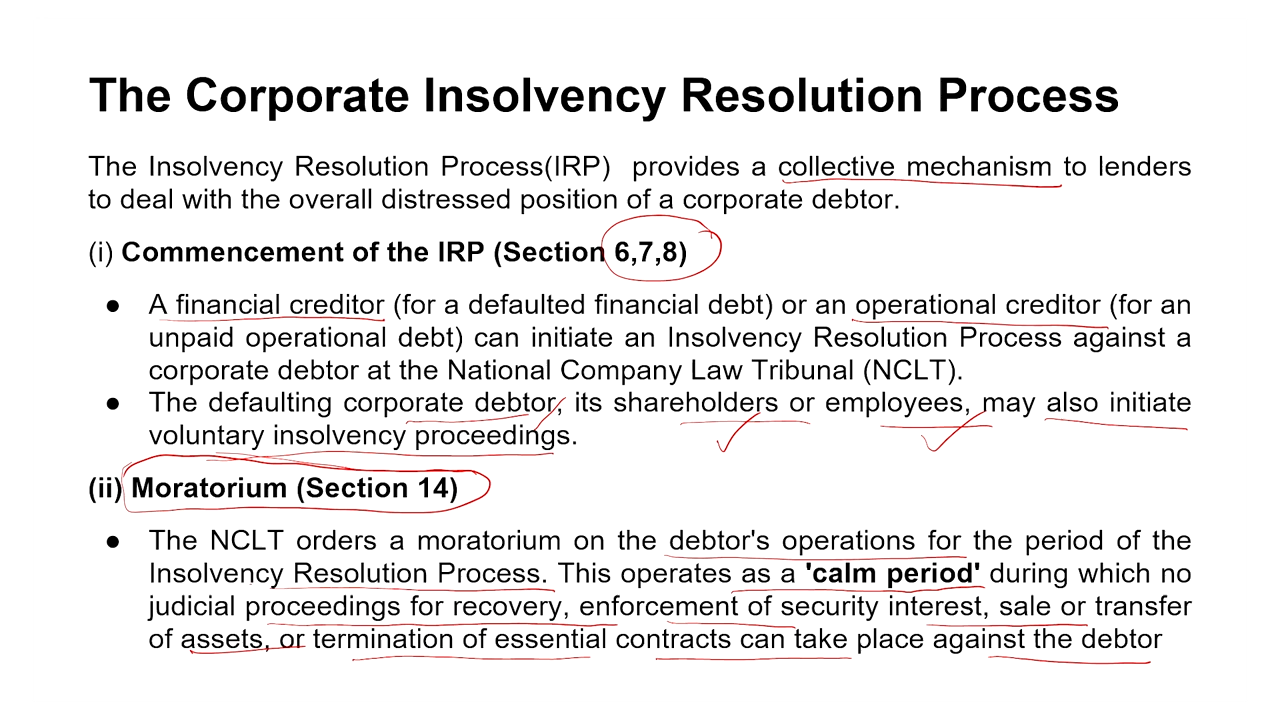 The Corporate Insolvency Resolution Process
The Insolvency Resolution Process(IRP) provides a collective mechanism to lenders
to deal with the overall distressed position of a corporate debtor.
(i) Commencement of the IRP (Section 6,7,8)
● A financial creditor (for a defaulted financial debt) or an operational creditor (for an
unpaid operational debt) can initiate an Insolvency Resolution Process against a
corporate debtor at the National Company Law Tribunal (NCLT).
● The defaulting corporate debtor, its shareholders or employees, may also initiate
voluntary insolvency proceedings.
(ii) Moratorium (Section 14)
● The NCLT orders a moratorium on the debtor's operations for the period of the
Insolvency Resolution Process. This operates as a 'calm period' during which no
judicial proceedings for recovery, enforcement of security interest, sale or transfer
of assets, or termination of essential contracts can take place against the debtor